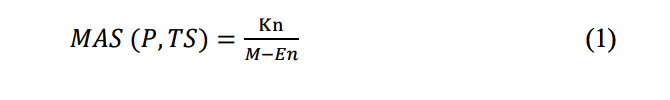 MAS (P, TS) = Kn / M−En (1)